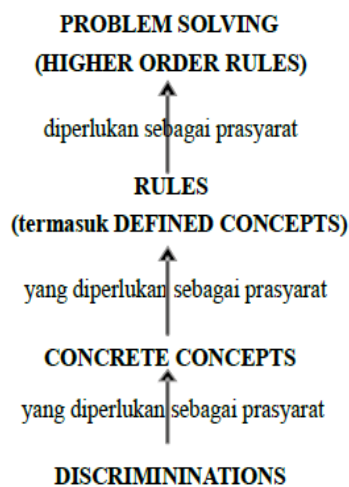 PROBLEM SOLVING
(HIGHER ORDER RULES)
diperlukan sebagai prasyarat
RULES
(termasuk DEFINED CONCEPTS)
yang diperlukan sebagai prasyarat
CONCRETE CONCEPTS
yang diperlukan sebagai prasyarat
DISCRIMININATIONS